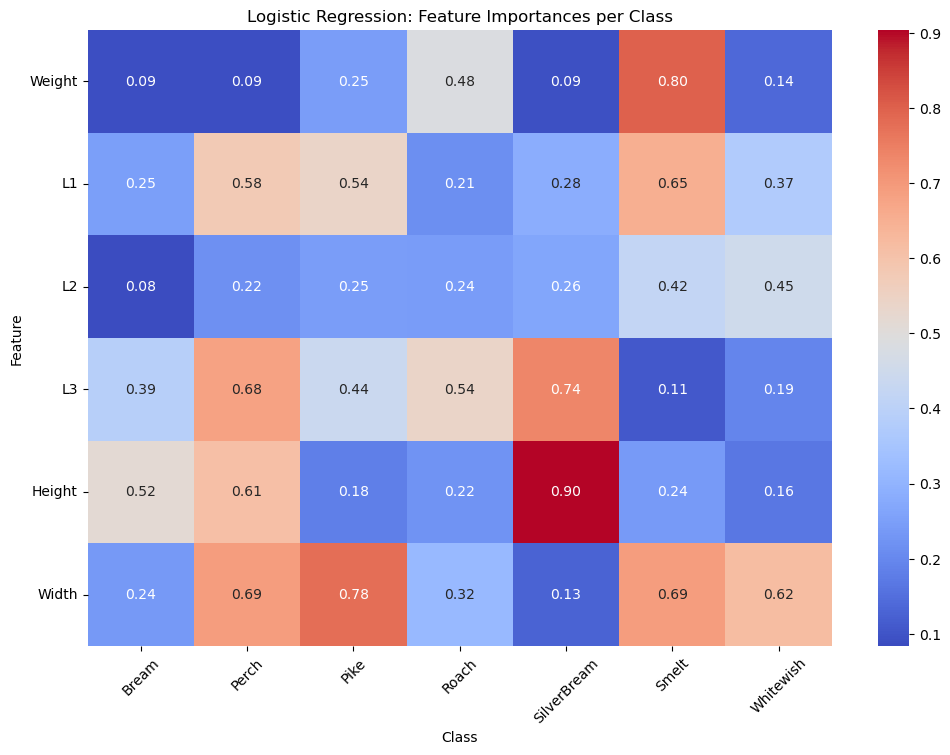 Logistic Regression: Feature Importances per Class
Weight 0.09 0.09 0.25 0.48 0.09 0.80 0.14
L1 0.25 0.58 0.54 0.21 0.28 0.65 0.37
L2 0.08 0.22 0.25 0.24 0.26 0.42 0.45
L3 0.39 0.68 0.44 0.54 0.74 0.11 0.19
Height 0.52 0.61 0.18 0.22 0.90 0.24 0.16
Width 0.24 0.69 0.78 0.32 0.13 0.69 0.62
Feature
Bream Perch Pike Roach SilverBream Smelt Whitewish
Class
0.9
0.8
0.7
0.6
0.5
0.4
0.3
0.2
0.1